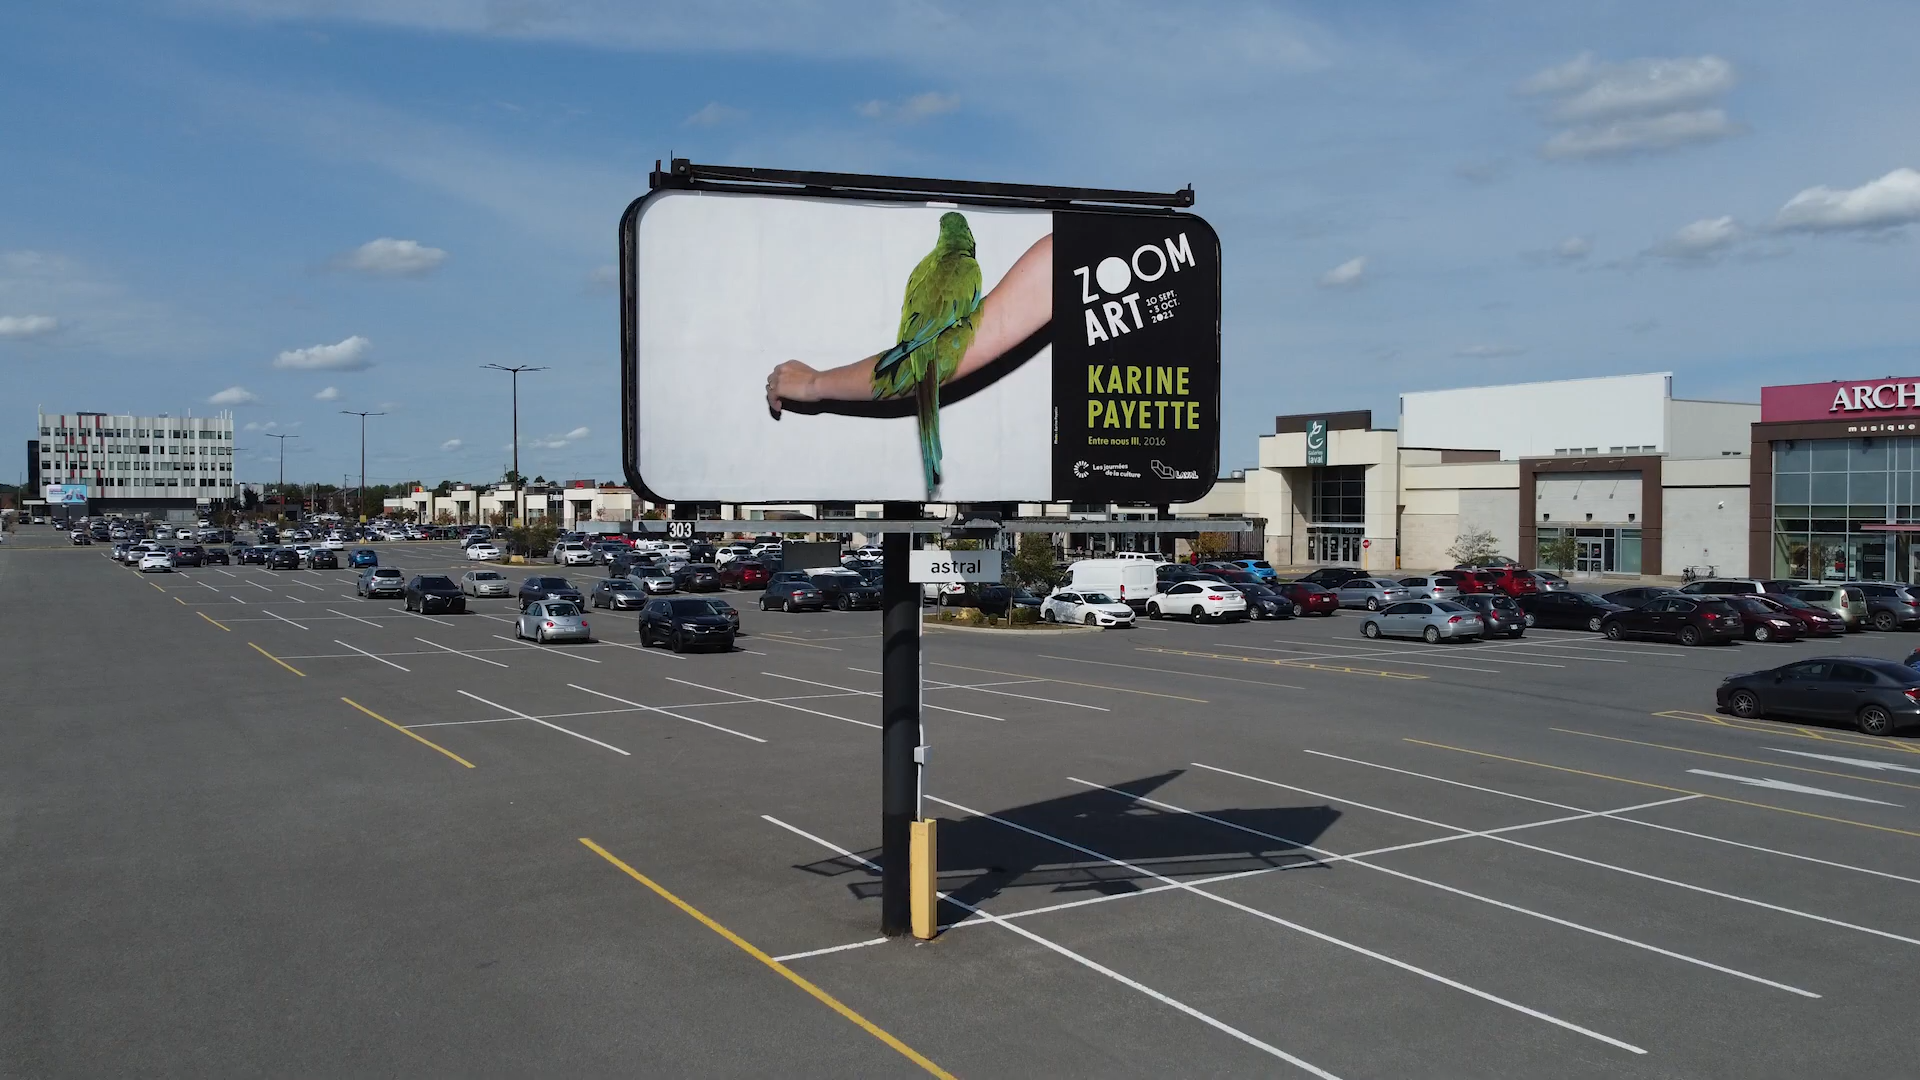 ZOOM
ART
10 SEPT.
• 3 OCT.
2021
KARINE
PAYETTE
Entre nous III, 2016
Les journées
de la culture
LAVAL
303
astral
laval
ARCH
musique